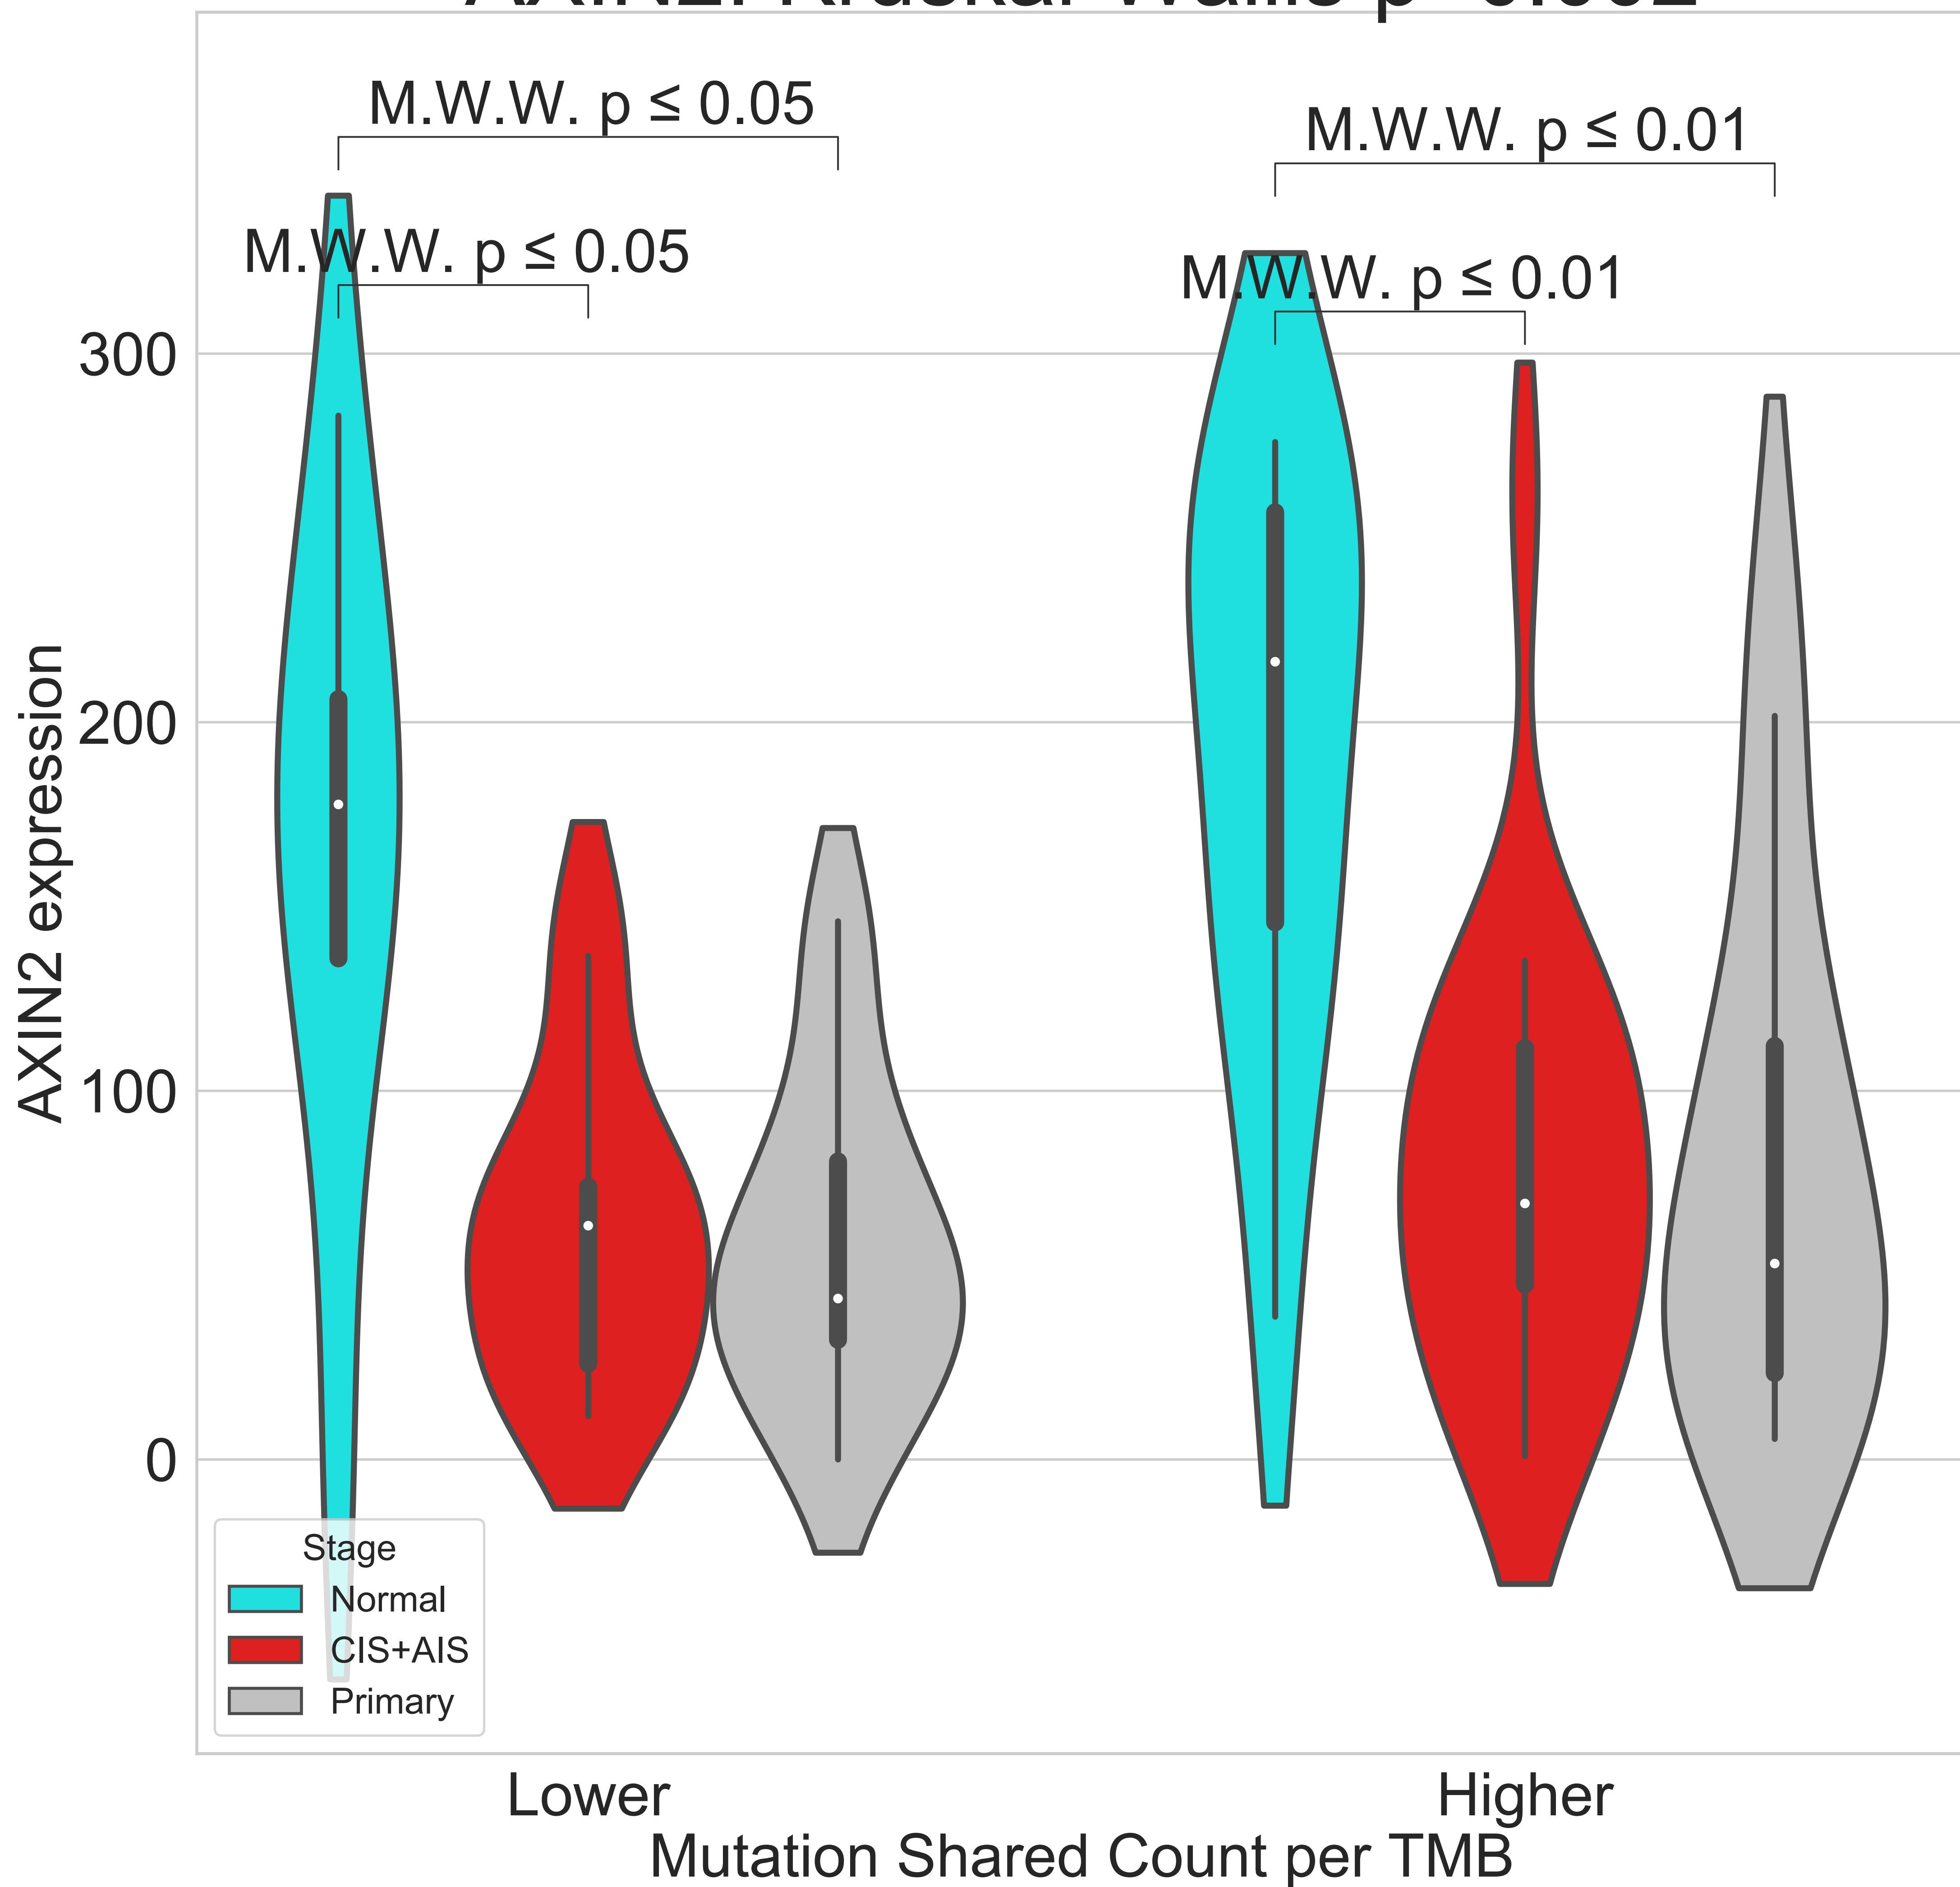 M.W.W. p ≤ 0.05
M.W.W. p ≤ 0.01
M.W.W. p ≤ 0.05
M.W.W. p ≤ 0.01
300
200
100
0
AXIN2 expression
Stage
Normal
CIS+AIS
Primary
Lower
Higher
Mutation Shared Count per TMB